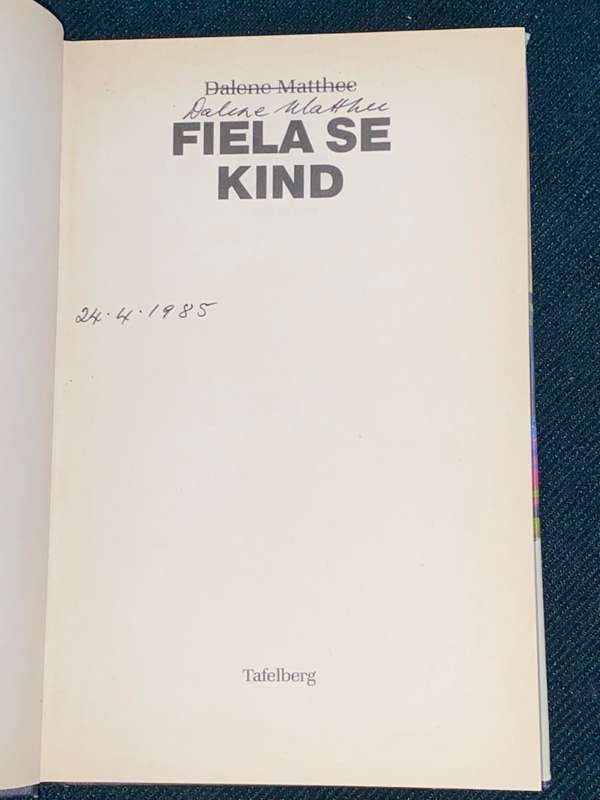 Dalene Matthee
Dalene Matthee
FIELA SE
KIND
24.4.1985
Tafelberg